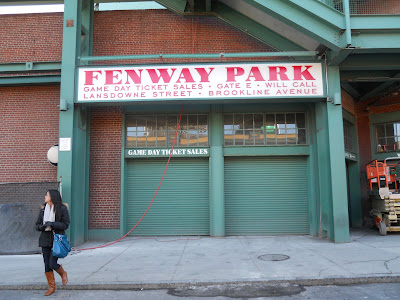 FENWAY PARK
GAME DAY TICKET SALES • GATE E • WILL CALL
LANSDOWNE STREET • BROOKLINE AVENUE
GAME DAY TICKET SALES